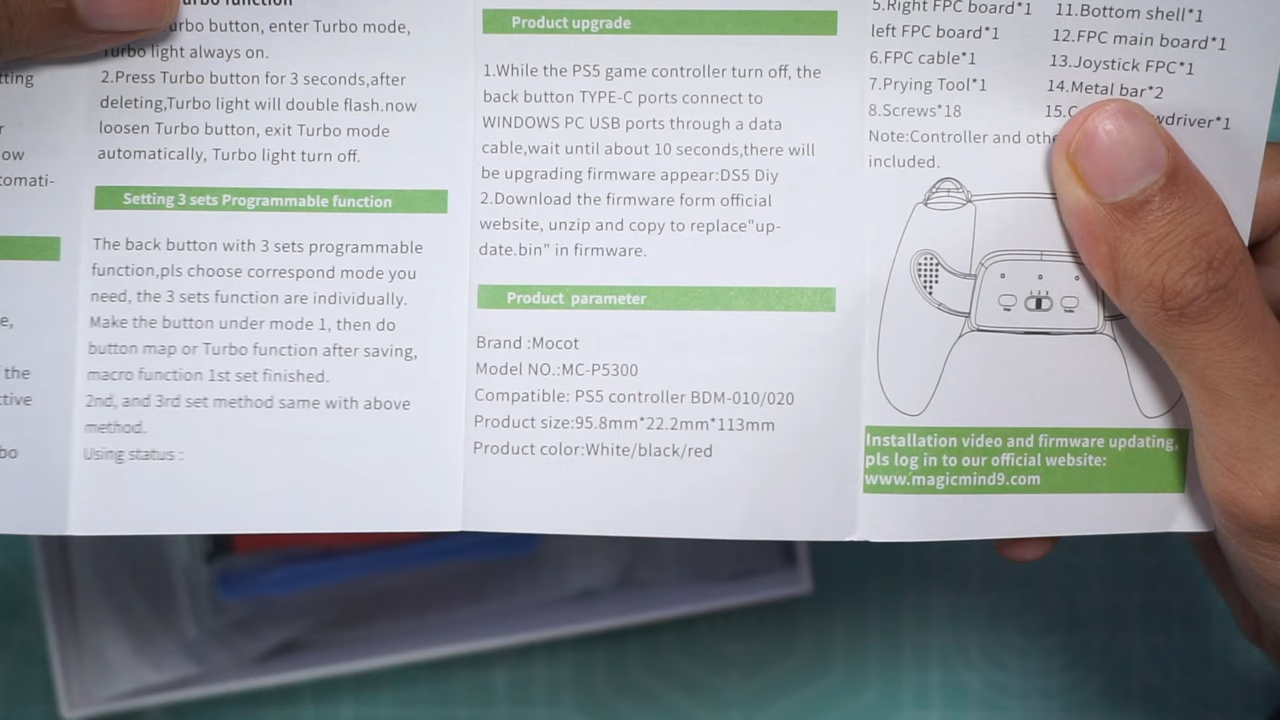 tting
r
ow
tomati-
e,
the
ctive
bo
urbo function
urbo button, enter Turbo mode,
Turbo light always on.
2.Press Turbo button for 3 seconds,after
deleting,Turbo light will double flash.now
loosen Turbo button, exit Turbo mode
automatically, Turbo light turn off.
Setting 3 sets Programmable function
The back button with 3 sets programmable
function,pls choose correspond mode you
need, the 3 sets function are individually.
Make the button under mode 1, then do
button map or Turbo function after saving,
macro function 1st set finished.
2nd, and 3rd set method same with above
method.
Using status :
Product upgrade
1.While the PS5 game controller turn off, the
back button TYPE-C ports connect to
WINDOWS PC USB ports through a data
cable,wait until about 10 seconds,there will
be upgrading firmware appear:DS5 Diy
2.Download the firmware form official
website, unzip and copy to replace"up-
date.bin" in firmware.
Product parameter
Brand :Mocot
Model NO.:MC-P5300
Compatible: PS5 controller BDM-010/020
Product size:95.8mm*22.2mm*113mm
Product color:White/black/red
5.Right FPC board*1
left FPC board*1
6.FPC cable*1
7.Prying Tool*1
8.Screws*18
11.Bottom shell*1
12.FPC main board*1
13.Joystick FPC*1
14.Metal bar*2
15.C wdriver*1
Note:Controller and othe
included.
1 2 3
Installation video and firmware updating,
pls log in to our official website:
www.magicmind9.com